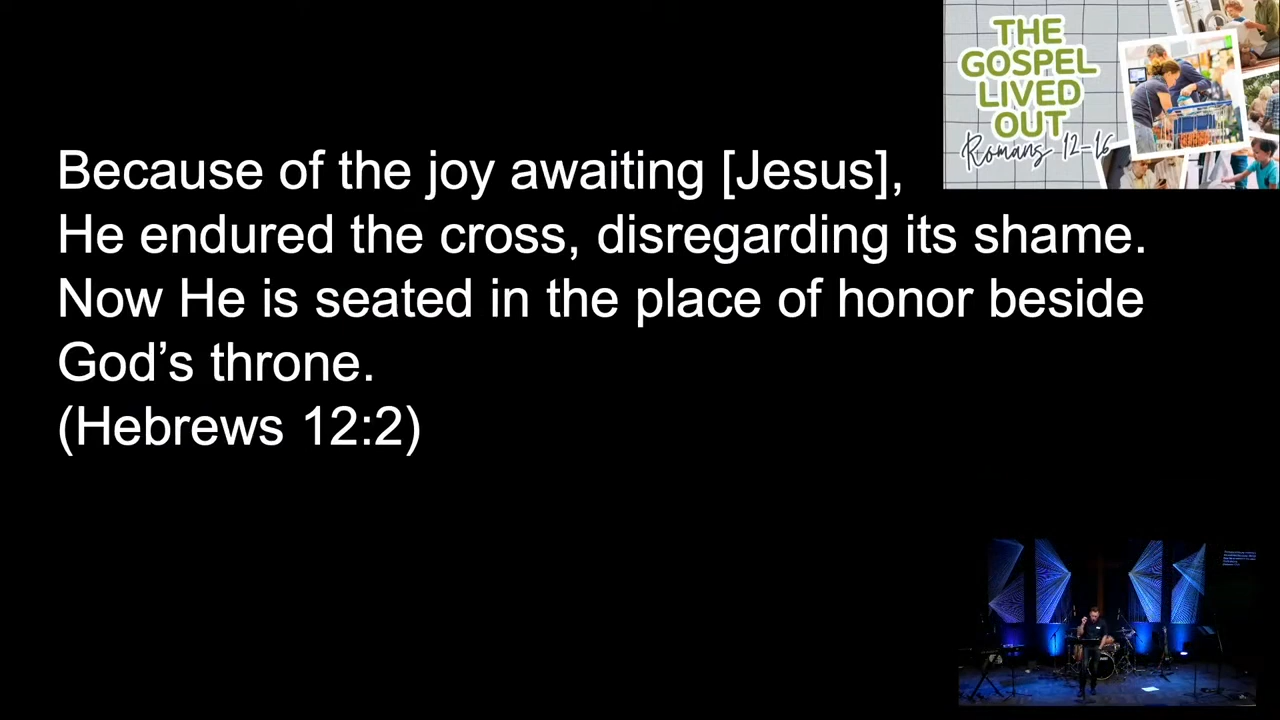 THE
GOSPEL
LIVED
OUT
Romans 12-16
Because of the joy awaiting [Jesus],
He endured the cross, disregarding its shame.
Now He is seated in the place of honor beside
God’s throne.
(Hebrews 12:2)